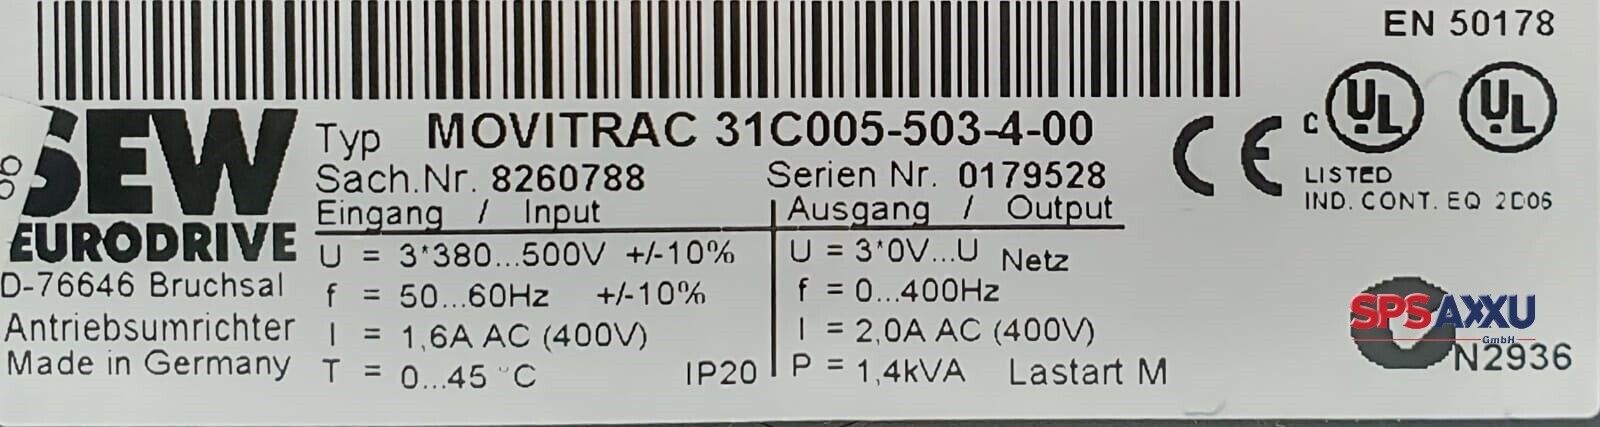 EN 50178
SEW
EURODRIVE
D-76646 Bruchsal
Antriebsumrichter
Made in Germany
Typ MOVITRAC 31C005-503-4-00
Sach.Nr. 8260788 Serien Nr. 0179528
Eingang / Input
U = 3*380...500V +/-10%
f = 50...60Hz +/-10%
I = 1,6A AC (400V)
T = 0...45 °C IP20
Ausgang / Output
U = 3*0V...U Netz
f = 0...400Hz
I = 2,0A AC (400V)
P = 1,4kVA Lastart M
CE
c UL UL
LISTED
IND. CONT. EQ 2D06
SPS AXXU
GmbH
N2936